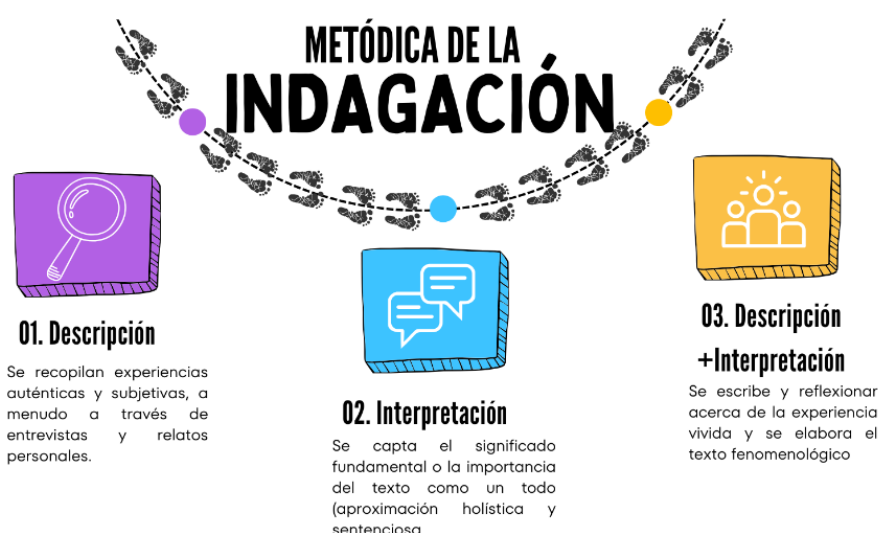 METÓDICA DE LA
INDAGACIÓN
01. Descripción
Se recopilan experiencias
auténticas y subjetivas, a
menudo a través de
entrevistas y relatos
personales.
02. Interpretación
Se capta el significado
fundamental o la importancia
del texto como un todo
(aproximación holística y
sentenciosa
03. Descripción
+Interpretación
Se escribe y reflexionar
acerca de la experiencia
vivida y se elabora el
texto fenomenológico